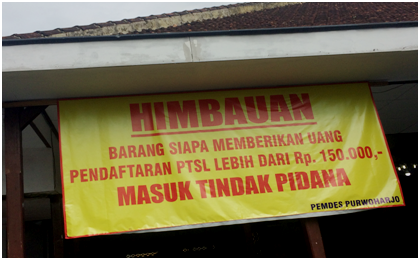 HIMBAUAN
BARANG SIAPA MEMBERIKAN UANG
PENDAFTARAN PTSL LEBIH DARI Rp. 150.000,-
MASUK TINDAK PIDANA
PEMDES PURWOHARJO